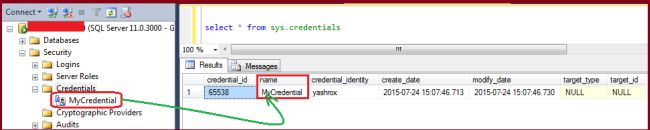 Connect
(SQL Server 11.0.3000 - G
Databases
Security
Logins
Server Roles
Credentials
MyCredential
Cryptographic Providers
Audits
select * from sys.credentials
100 %
Results Messages
credential_id name credential_identity create_date modify_date target_type target_id
1 65538 MyCredential yashrox 2015-07-24 15:07:46.713 2015-07-24 15:07:46.730 NULL NULL